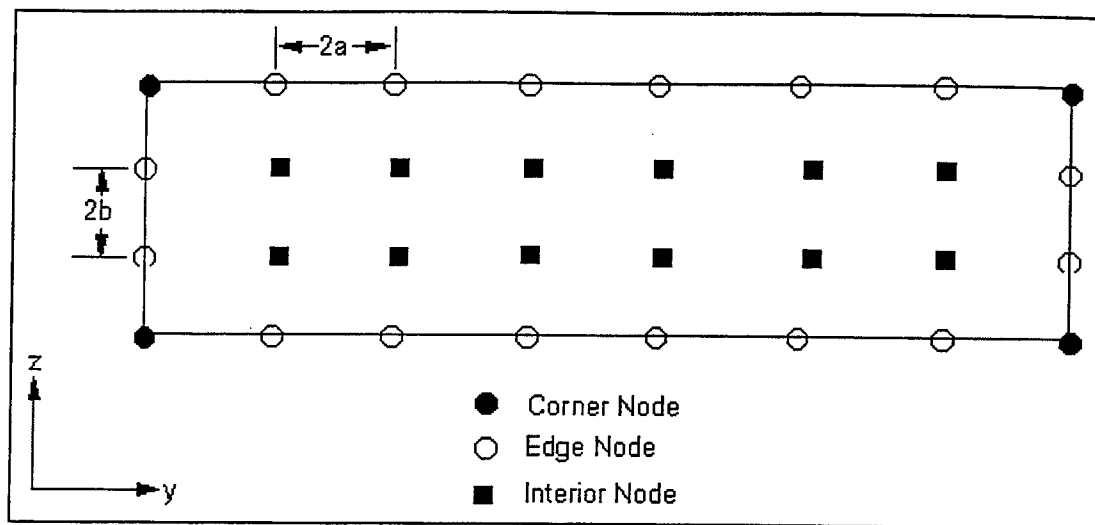 2a
2b
z
y
Corner Node
Edge Node
Interior Node